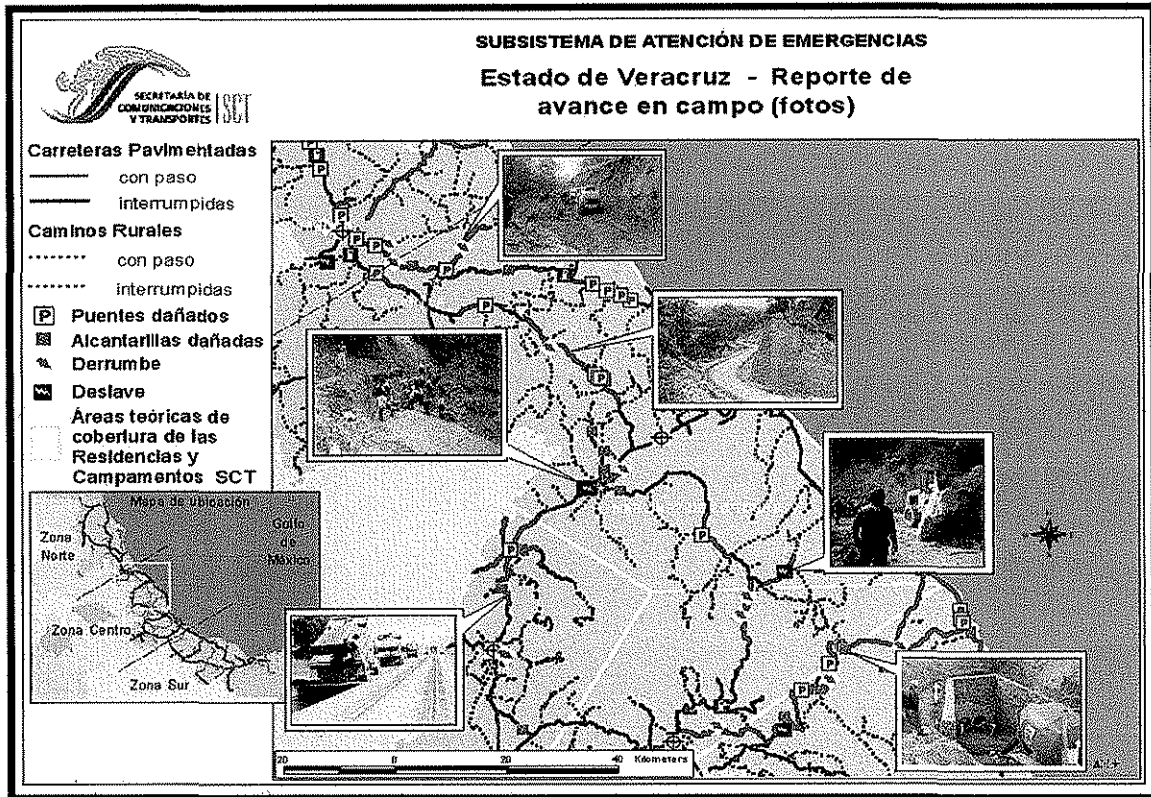 SUBSISTEMA DE ATENCIÓN DE EMERGENCIAS
Estado de Veracruz - Reporte de
avance en campo (fotos)
SECRETARÍA DE
COMUNICACIONES
Y TRANSPORTES
SCT
Carreteras Pavimentadas
con paso
interrumpidas
Caminos Rurales
con paso
interrumpidas
P Puentes dañados
Alcantarillas dañadas
Derrumbe
Deslave
Áreas teóricas de
cobertura de las
Residencias y
Campamentos SCT
Mapa de ubicación
Zona
Norte
Golfo
de
México
Zona Centro
Zona Sur
20 0 20 40 Kilometers